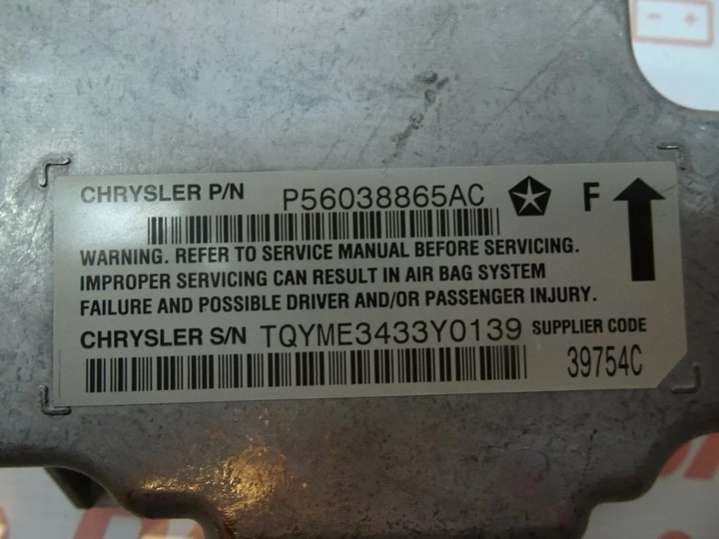 CHRYSLER P/N P56038865AC F
WARNING. REFER TO SERVICE MANUAL BEFORE SERVICING.
IMPROPER SERVICING CAN RESULT IN AIR BAG SYSTEM
FAILURE AND POSSIBLE DRIVER AND/OR PASSENGER INJURY.
CHRYSLER S/N TQYME3433Y0139 SUPPLIER CODE
39754C